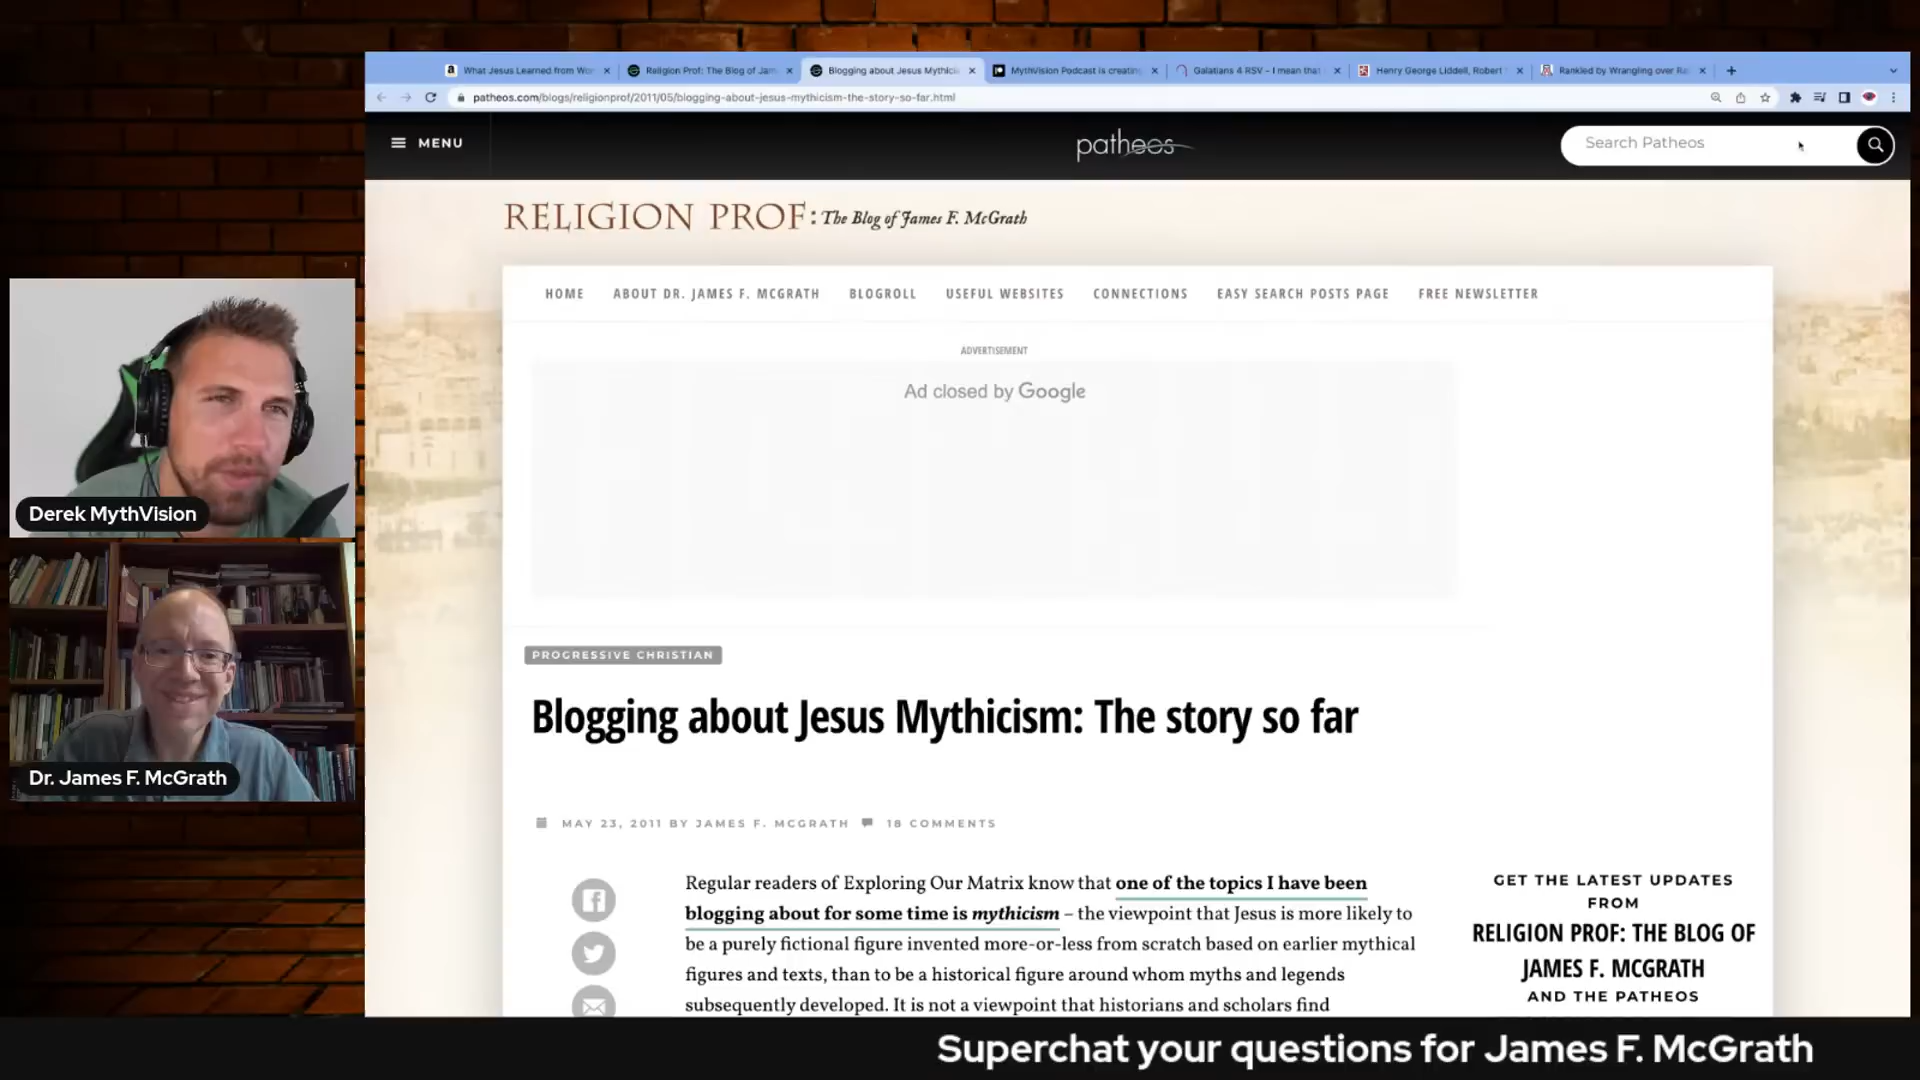 What Jesus Learned from Wo
Religion Prof: The Blog of Jam
Blogging about Jesus Mythici
MythVision Podcast is creating
Galatians 4 RSV – I mean that
Henry George Liddell, Robert
Rankled by Wrangling over Ra
patheos.com/blogs/religionprof/2011/05/blogging-about-jesus-mythicism-the-story-so-far.html
MENU
patheos
Search Patheos
RELIGION PROF: The Blog of James F. McGrath
HOME
ABOUT DR. JAMES F. MCGRATH
BLOGROLL
USEFUL WEBSITES
CONNECTIONS
EASY SEARCH POSTS PAGE
FREE NEWSLETTER
ADVERTISEMENT
Ad closed by Google
Derek MythVision
Dr. James F. McGrath
PROGRESSIVE CHRISTIAN
Blogging about Jesus Mythicism: The story so far
MAY 23, 2011 BY JAMES F. MCGRATH
18 COMMENTS
Regular readers of Exploring Our Matrix know that one of the topics I have been
blogging about for some time is mythicism – the viewpoint that Jesus is more likely to
be a purely fictional figure invented more-or-less from scratch based on earlier mythical
figures and texts, than to be a historical figure around whom myths and legends
subsequently developed. It is not a viewpoint that historians and scholars find
GET THE LATEST UPDATES
FROM
RELIGION PROF: THE BLOG OF
JAMES F. MCGRATH
AND THE PATHEOS
Superchat your questions for James F. McGrath